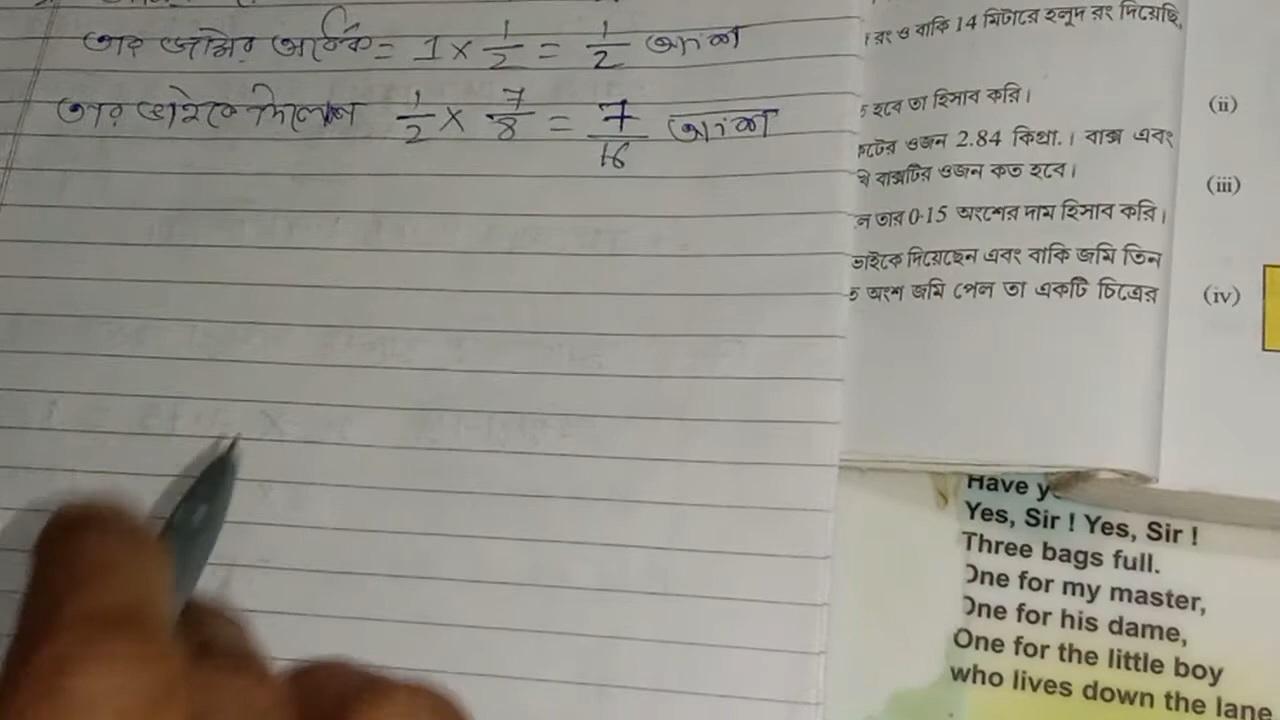 তার জমির অর্ধেক = 1 × 1/2 = 1/2 অংশ
তার ভাইকে দিলেন 1/2 × 7/8 = 7/16 অংশ
রং ও বাকি 14 মিটারে হলুদ রং দিয়েছি,
হবে তা হিসাব করি।
ওজন 2.84 কিগ্রা.। বাক্স এবং
বাক্সটির ওজন কত হবে।
তার 0·15 অংশের দাম হিসাব করি।
ভাইকে দিয়েছেন এবং বাকি জমি তিন
অংশ জমি পেল তা একটি চিত্রের
(ii)
(iii)
(iv)
Have y
Yes, Sir ! Yes, Sir !
Three bags full.
One for my master,
One for his dame,
One for the little boy
who lives down the lane